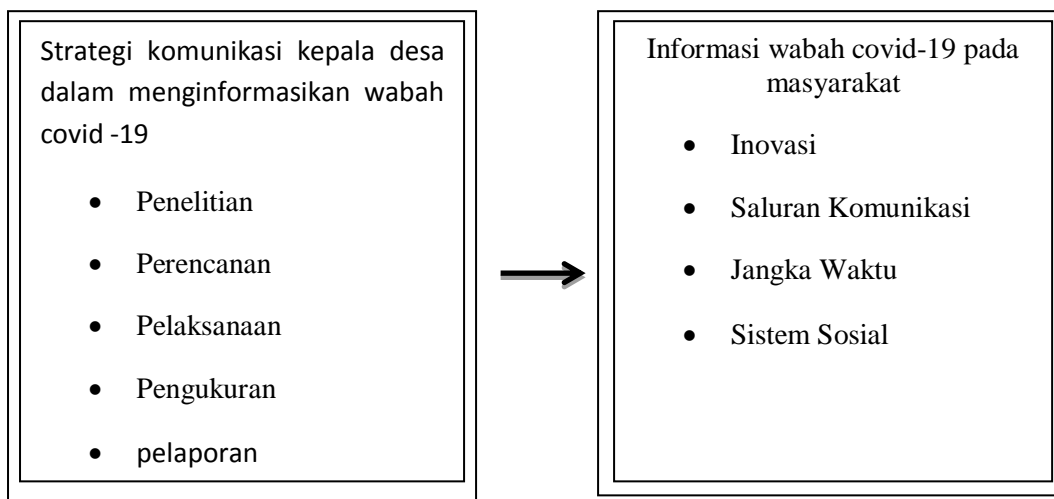 Strategi komunikasi kepala desa
dalam menginformasikan wabah
covid -19
• Penelitian
• Perencanan
• Pelaksanaan
• Pengukuran
• pelaporan
Informasi wabah covid-19 pada
masyarakat
• Inovasi
• Saluran Komunikasi
• Jangka Waktu
• Sistem Sosial